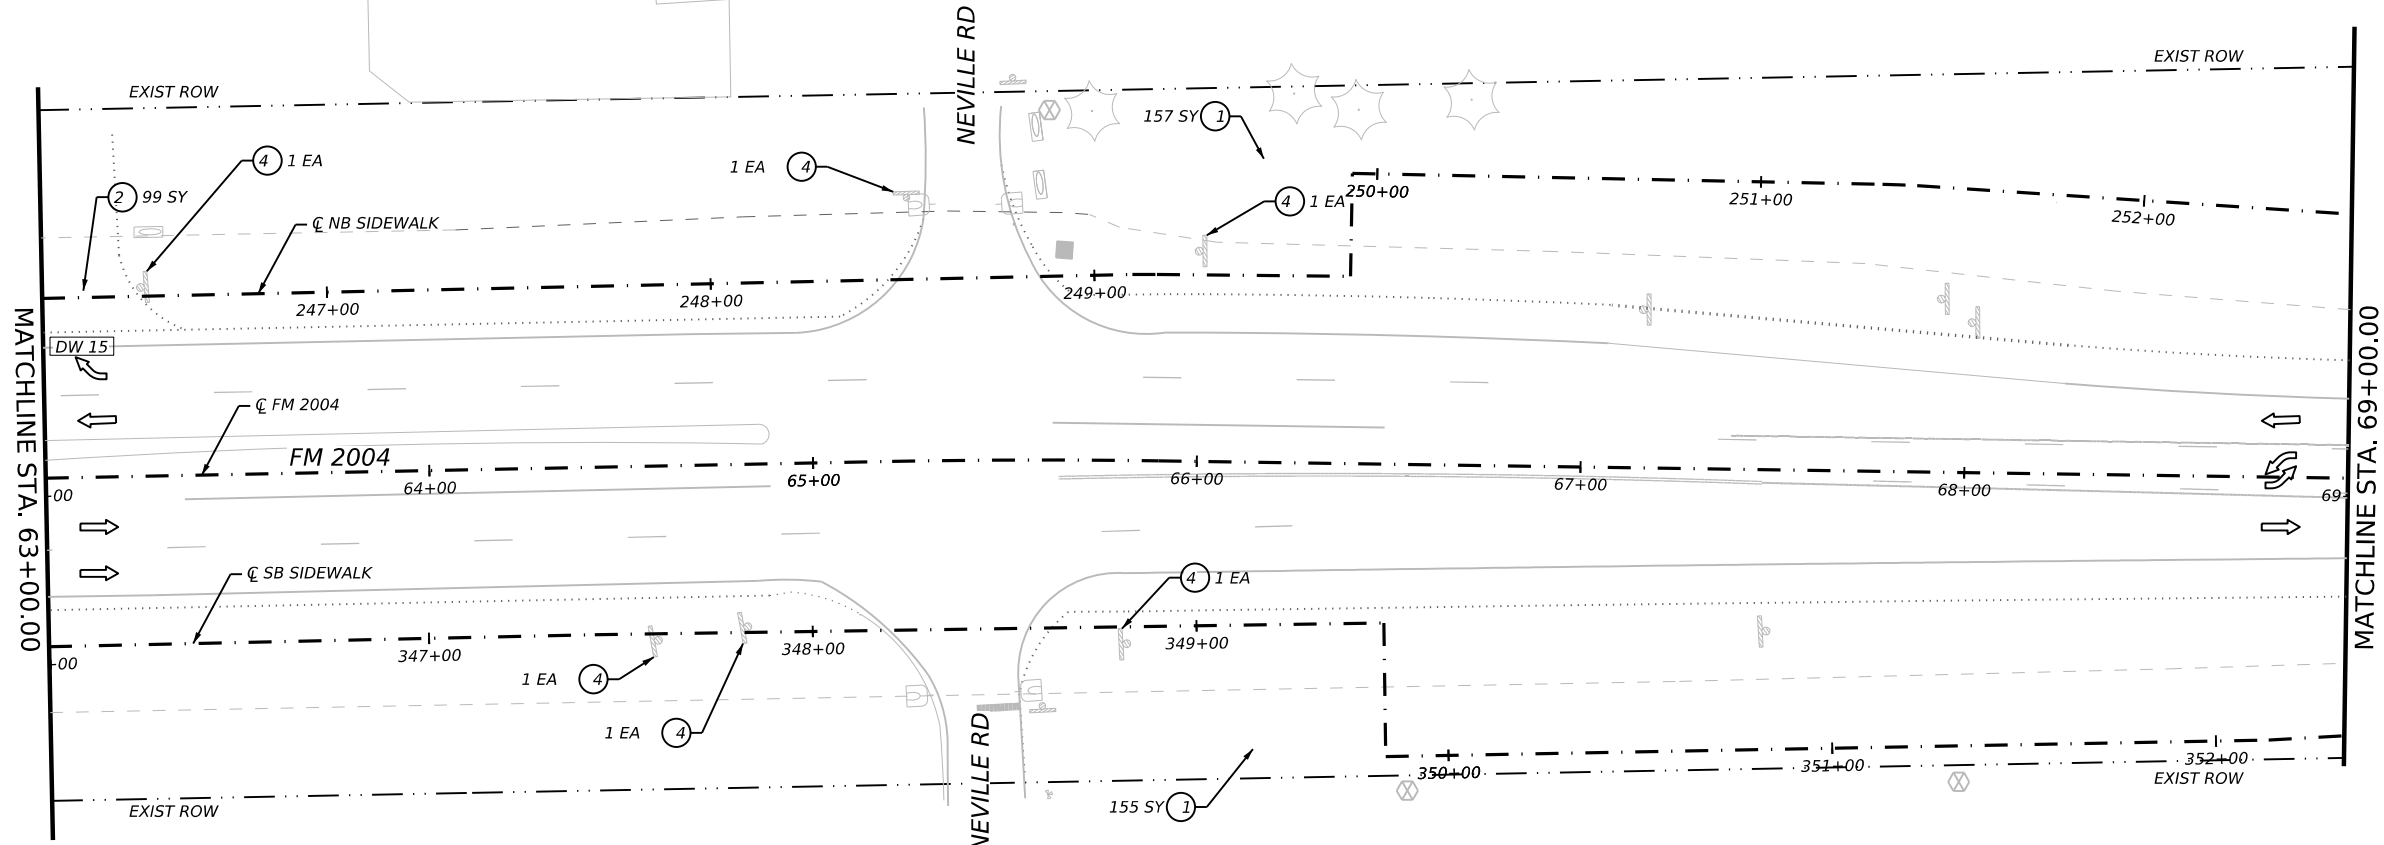 NEVILLE RD
EXIST ROW
EXIST ROW
157 SY 1
4 1 EA
1 EA 4
2 99 SY
4 1 EA
250+00
251+00
252+00
℄ NB SIDEWALK
247+00
248+00
249+00
MATCHLINE STA. 63+00.00
MATCHLINE STA. 69+00.00
DW 15
℄ FM 2004
FM 2004
-00
64+00
65+00
66+00
67+00
68+00
69
℄ SB SIDEWALK
4 1 EA
-00
347+00
348+00
349+00
1 EA 4
1 EA 4
NEVILLE RD
350+00
351+00
352+00
EXIST ROW
155 SY 1
EXIST ROW